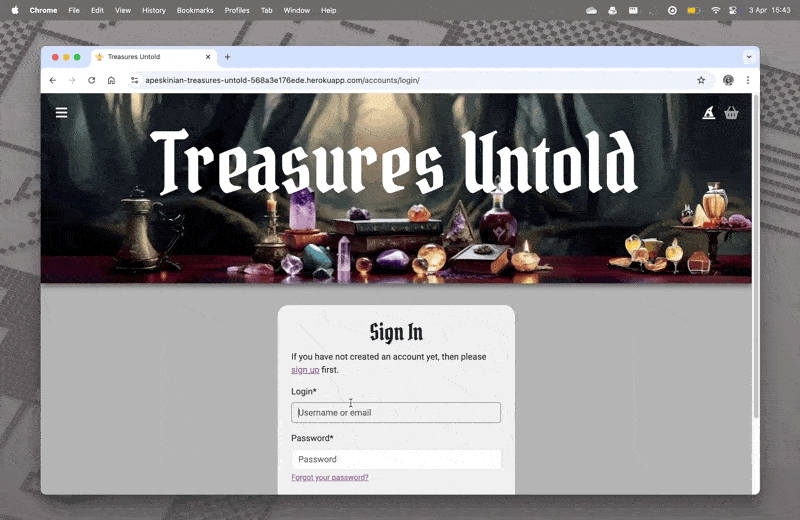 Chrome File Edit View History Bookmarks Profiles Tab Window Help 3 Apr 15:43
Treasures Untold
apeskinian-treasures-untold-568a3e176ede.herokuapp.com/accounts/login/
Treasures Untold
Sign In
If you have not created an account yet, then please
sign up first.
Login*
Username or email
Password*
Password
Forgot your password?